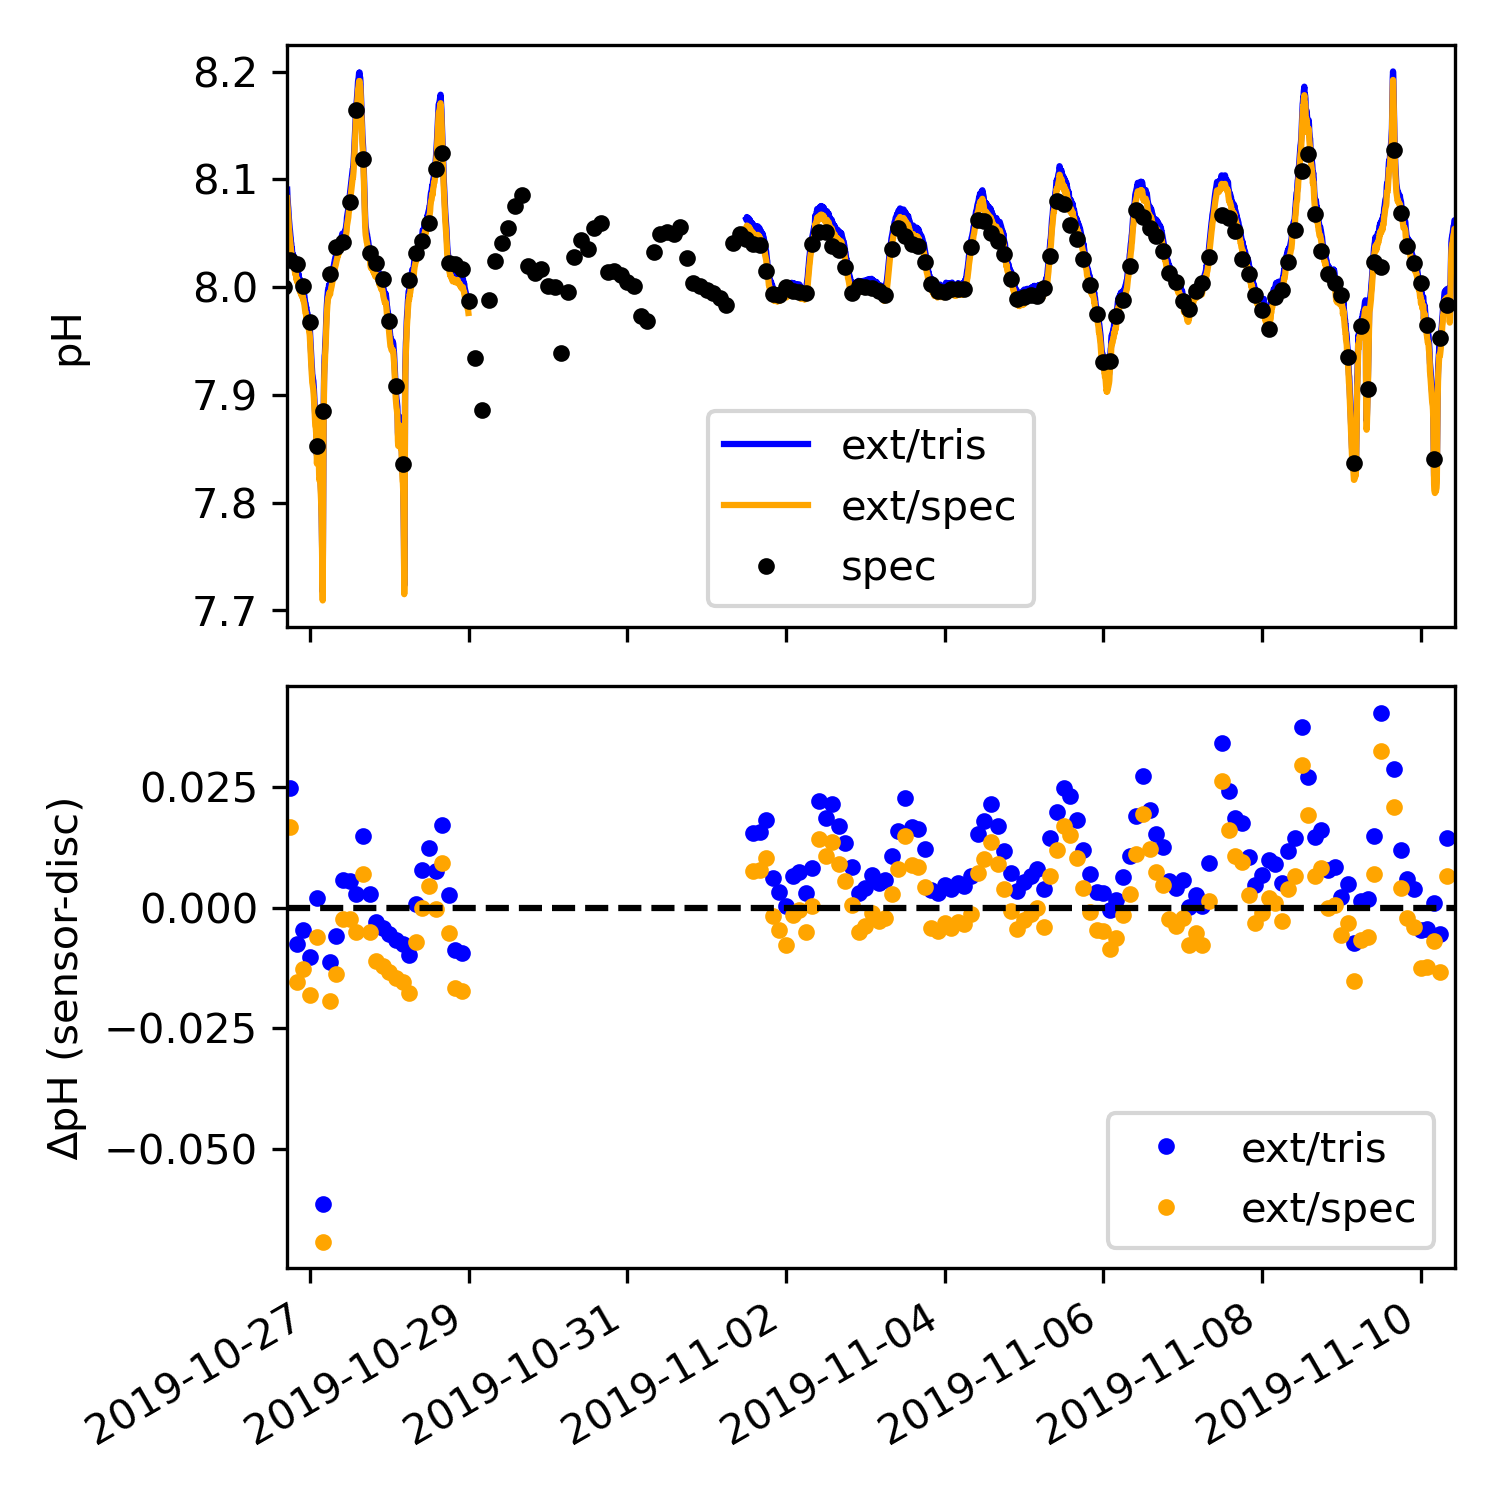 8.2
8.1
8.0
7.9
7.8
7.7
pH
ext/tris
ext/spec
spec
0.025
0.000
−0.025
−0.050
ΔpH (sensor-disc)
ext/tris
ext/spec
2019-10-27
2019-10-29
2019-10-31
2019-11-02
2019-11-04
2019-11-06
2019-11-08
2019-11-10